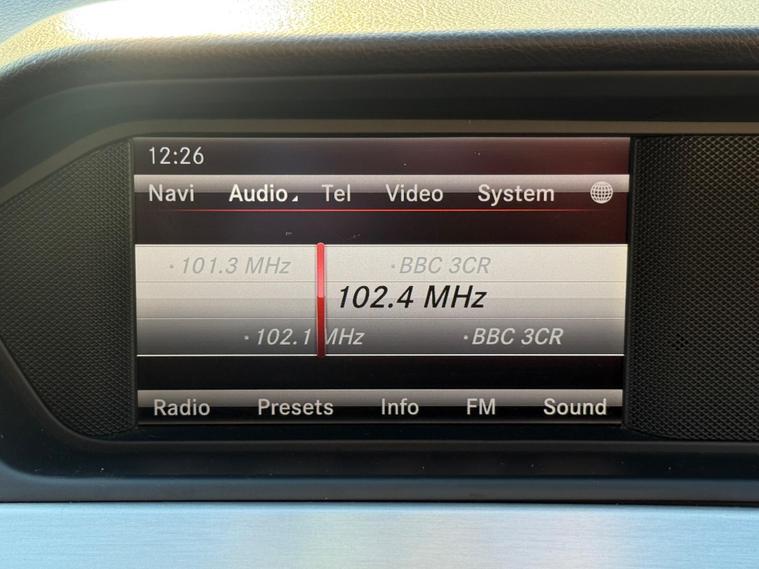 12:26
Navi Audio Tel Video System
101.3 MHz BBC 3CR
102.4 MHz
102.1 MHz BBC 3CR
Radio Presets Info FM Sound